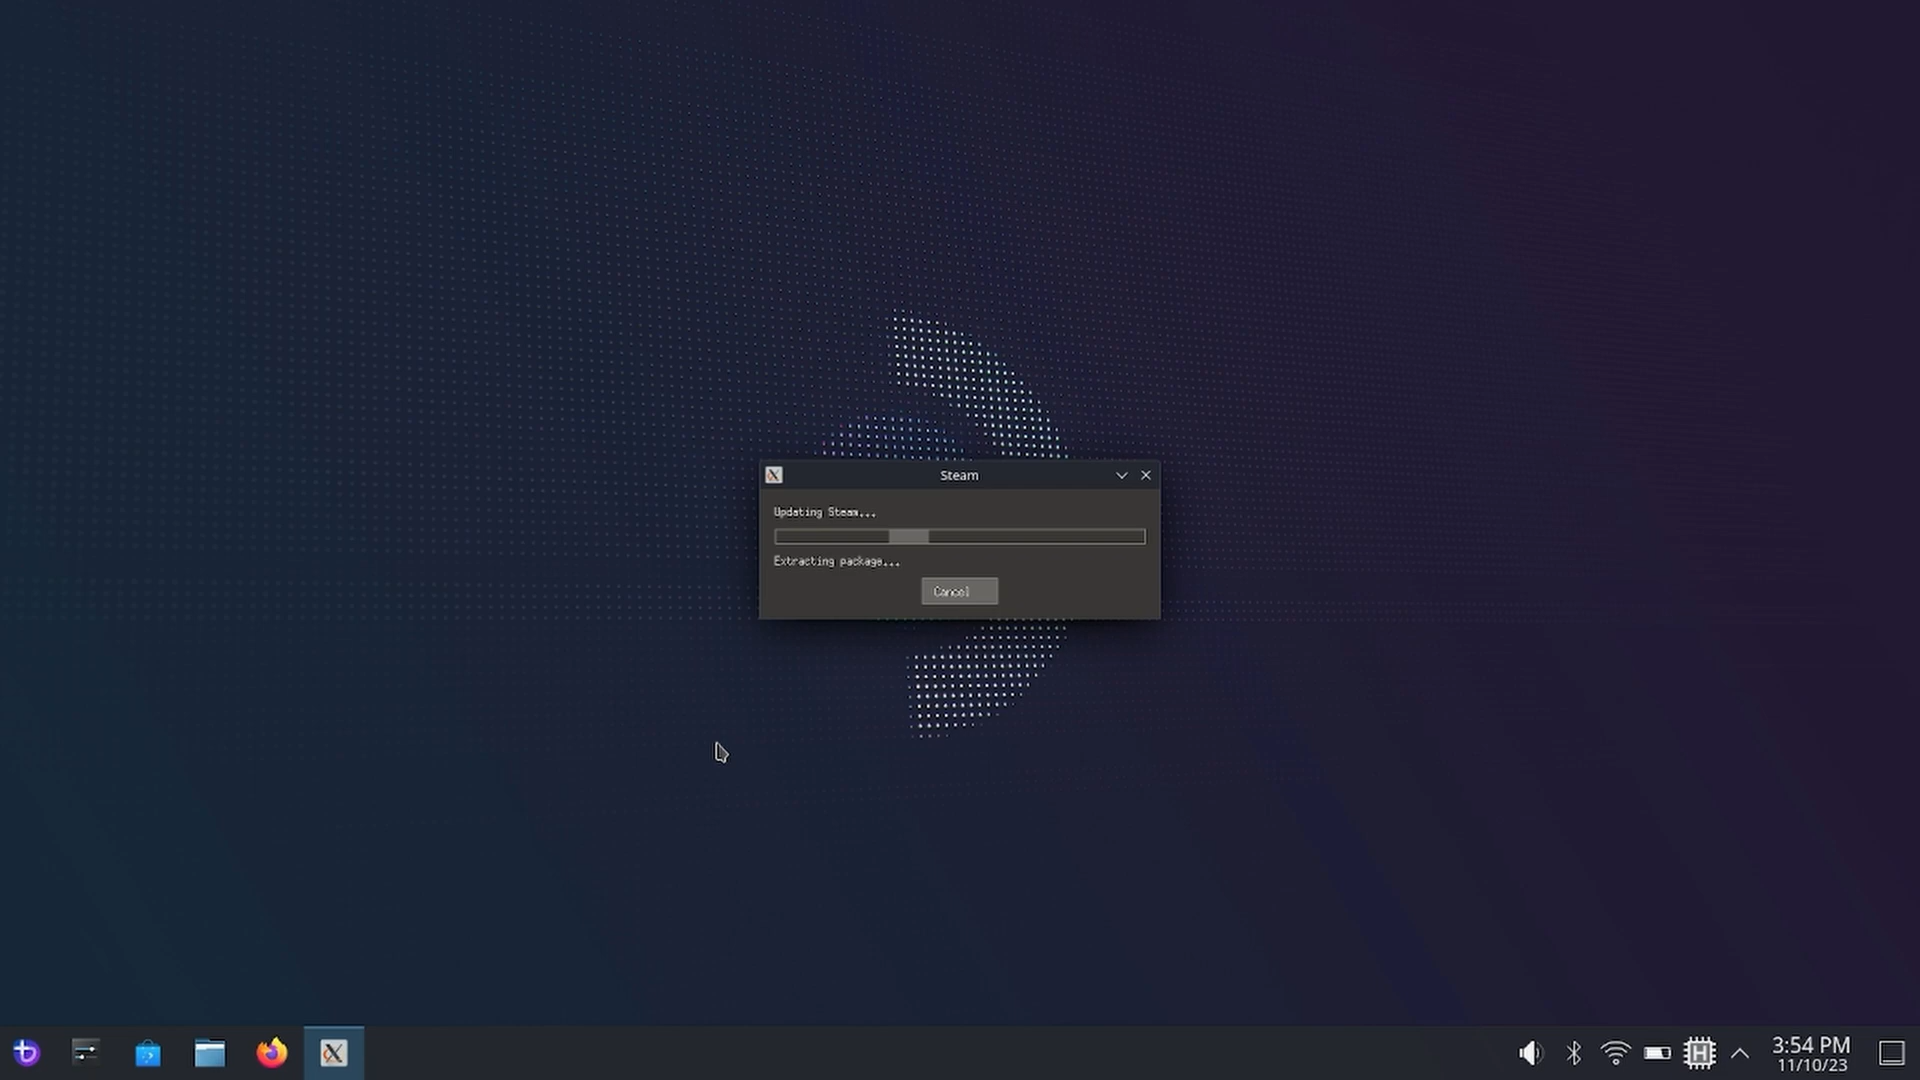 Steam
Updating Steam...
Extracting package...
Cancel
H
3:54 PM
11/10/23